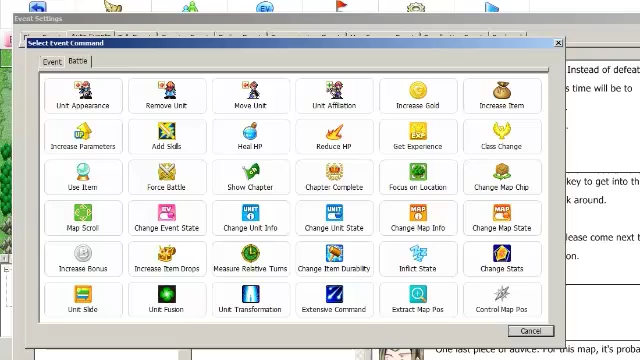 Event Settings
Select Event Command
Event
Battle
Unit Appearance
Remove Unit
Move Unit
Unit Affiliation
Increase Gold
Increase Item
Increase Parameters
Add Skills
Heal HP
Reduce HP
Get Experience
Class Change
Use Item
Force Battle
Show Chapter
Chapter Complete
Focus on Location
Change Map Chip
Map Scroll
Change Event State
Change Unit Info
Change Unit State
Change Map Info
Change Map State
Increase Bonus
Increase Item Drops
Measure Relative Turns
Change Item Durability
Inflict State
Change Stats
Unit Slide
Unit Fusion
Unit Transformation
Extensive Command
Extract Map Pos
Control Map Pos
Cancel
Instead of defeat
s time will be to
key to get into th
k around.
lease come next t
on.
One last piece of advice. For this map, it's proba